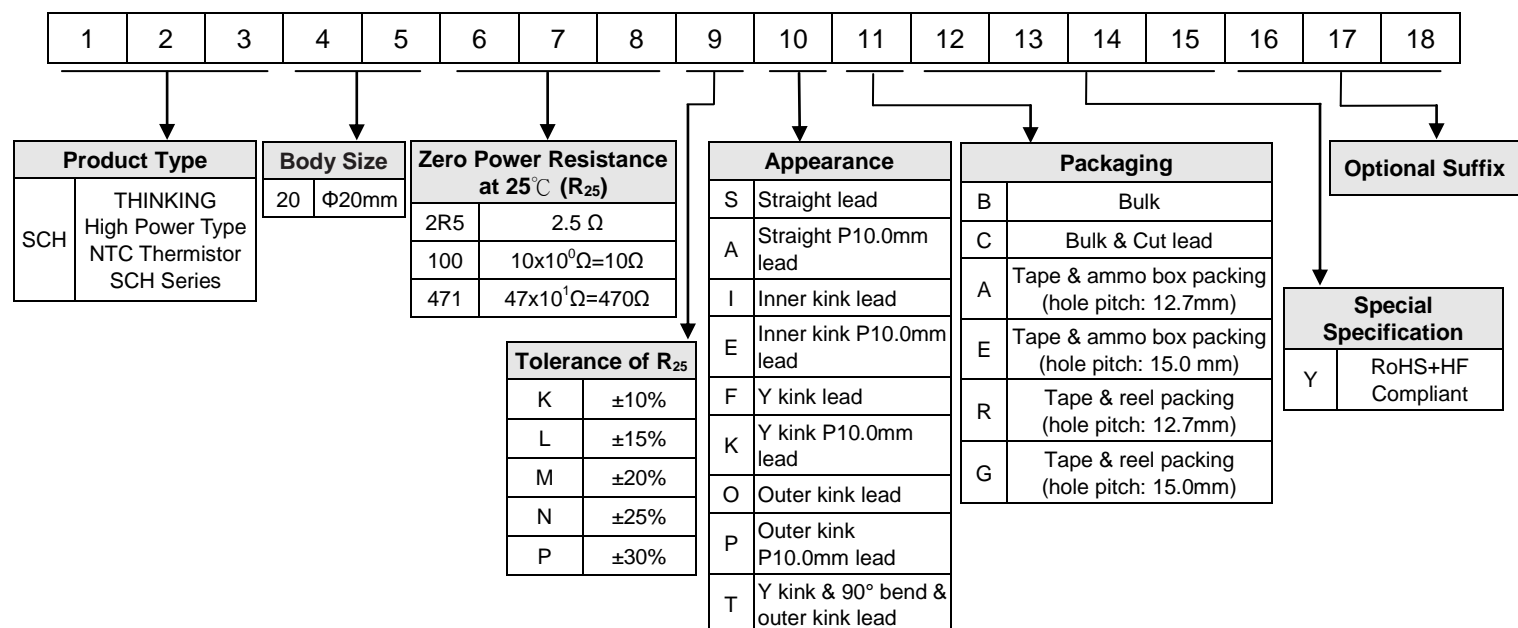 1 2 3 4 5 6 7 8 9 10 11 12 13 14 15 16 17 18
Product Type
SCH
THINKING
High Power Type
NTC Thermistor
SCH Series
Body Size
20 Φ20mm
Zero Power Resistance
at 25℃ (R25)
2R5 2.5 Ω
100 10x10⁰Ω=10Ω
471 47x10¹Ω=470Ω
Tolerance of R25
K ±10%
L ±15%
M ±20%
N ±25%
P ±30%
Appearance
S Straight lead
A Straight P10.0mm
lead
I Inner kink lead
E Inner kink P10.0mm
lead
F Y kink lead
K Y kink P10.0mm
lead
O Outer kink lead
P Outer kink
P10.0mm lead
T Y kink & 90° bend &
outer kink lead
Packaging
B Bulk
C Bulk & Cut lead
A Tape & ammo box packing
(hole pitch: 12.7mm)
E Tape & ammo box packing
(hole pitch: 15.0 mm)
R Tape & reel packing
(hole pitch: 12.7mm)
G Tape & reel packing
(hole pitch: 15.0mm)
Special
Specification
Y RoHS+HF
Compliant
Optional Suffix